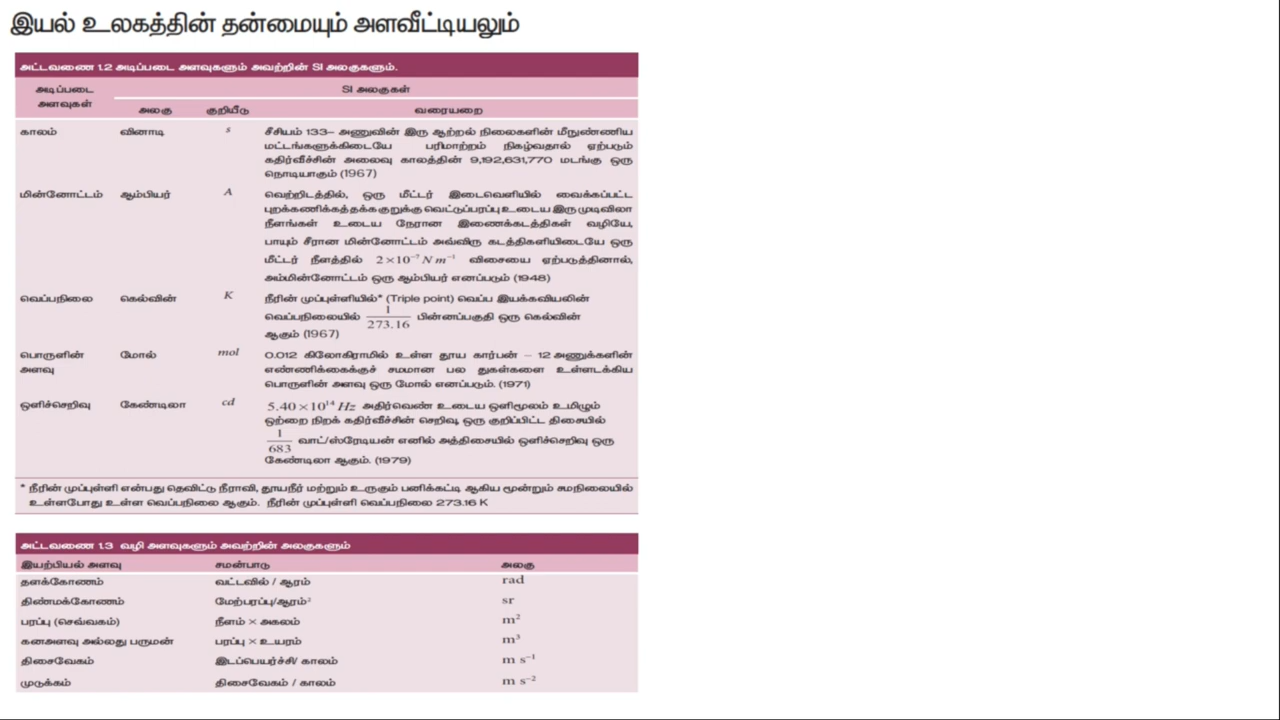 இயல் உலகத்தின் தன்மையும் அளவீட்டியலும்
அட்டவணை 1.2 அடிப்படை அளவுகளும் அவற்றின் SI அலகுகளும்.
அடிப்படை அளவுகள் SI அலகுகள்
அலகு குறியீடு வரையறை
காலம் வினாடி s சீசியம் 133– அணுவின் இரு ஆற்றல் நிலைகளின் மீநுண்ணிய
மட்டங்களுக்கிடையே பரிமாற்றம் நிகழ்வதால் ஏற்படும்
கதிர்வீச்சின் அலைவு காலத்தின் 9,192,631,770 மடங்கு ஒரு
நொடியாகும் (1967)
மின்னோட்டம் ஆம்பியர் A வெற்றிடத்தில், ஒரு மீட்டர் இடைவெளியில் வைக்கப்பட்ட
புறக்கணிக்கத்தக்க குறுக்கு வெட்டுப்பரப்பு உடைய இரு முடிவிலா
நீளங்கள் உடைய நேரான இணைக்கடத்திகள் வழியே,
பாயும் சீரான மின்னோட்டம் அவ்விரு கடத்திகளியிடையே ஒரு
மீட்டர் நீளத்தில் 2×10⁻⁷ N m⁻¹ விசையை ஏற்படுத்தினால்,
அம்மின்னோட்டம் ஒரு ஆம்பியர் எனப்படும் (1948)
வெப்பநிலை கெல்வின் K நீரின் முப்புள்ளியில்* (Triple point) வெப்ப இயக்கவியலின்
வெப்பநிலையில் 1/273.16 பின்னப்பகுதி ஒரு கெல்வின்
ஆகும் (1967)
பொருளின் அளவு மோல் mol 0.012 கிலோகிராமில் உள்ள தூய கார்பன் – 12 அணுக்களின்
எண்ணிக்கைக்குச் சமமான பல துகள்களை உள்ளடக்கிய
பொருளின் அளவு ஒரு மோல் எனப்படும். (1971)
ஒளிச்செறிவு கேண்டிலா cd 5.40×10¹⁴ Hz அதிர்வெண் உடைய ஒளிமூலம் உமிழும்
ஒற்றை நிறக் கதிர்வீச்சின் செறிவு, ஒரு குறிப்பிட்ட திசையில்
1/683 வாட்/ஸ்ரேடியன் எனில் அத்திசையில் ஒளிச்செறிவு ஒரு
கேண்டிலா ஆகும். (1979)
* நீரின் முப்புள்ளி என்பது தெவிட்டு நீராவி, தூயநீர் மற்றும் உருகும் பனிக்கட்டி ஆகிய மூன்றும் சமநிலையில்
உள்ளபோது உள்ள வெப்பநிலை ஆகும். நீரின் முப்புள்ளி வெப்பநிலை 273.16 K
அட்டவணை 1.3 வழி அளவுகளும் அவற்றின் அலகுகளும்
இயற்பியல் அளவு சமன்பாடு அலகு
தளக்கோணம் வட்டவில் / ஆரம் rad
திண்மக்கோணம் மேற்பரப்பு/ஆரம்² sr
பரப்பு (செவ்வகம்) நீளம் × அகலம் m²
கனஅளவு அல்லது பருமன் பரப்பு × உயரம் m³
திசைவேகம் இடப்பெயர்ச்சி/ காலம் m s⁻¹
முடுக்கம் திசைவேகம் / காலம் m s⁻²